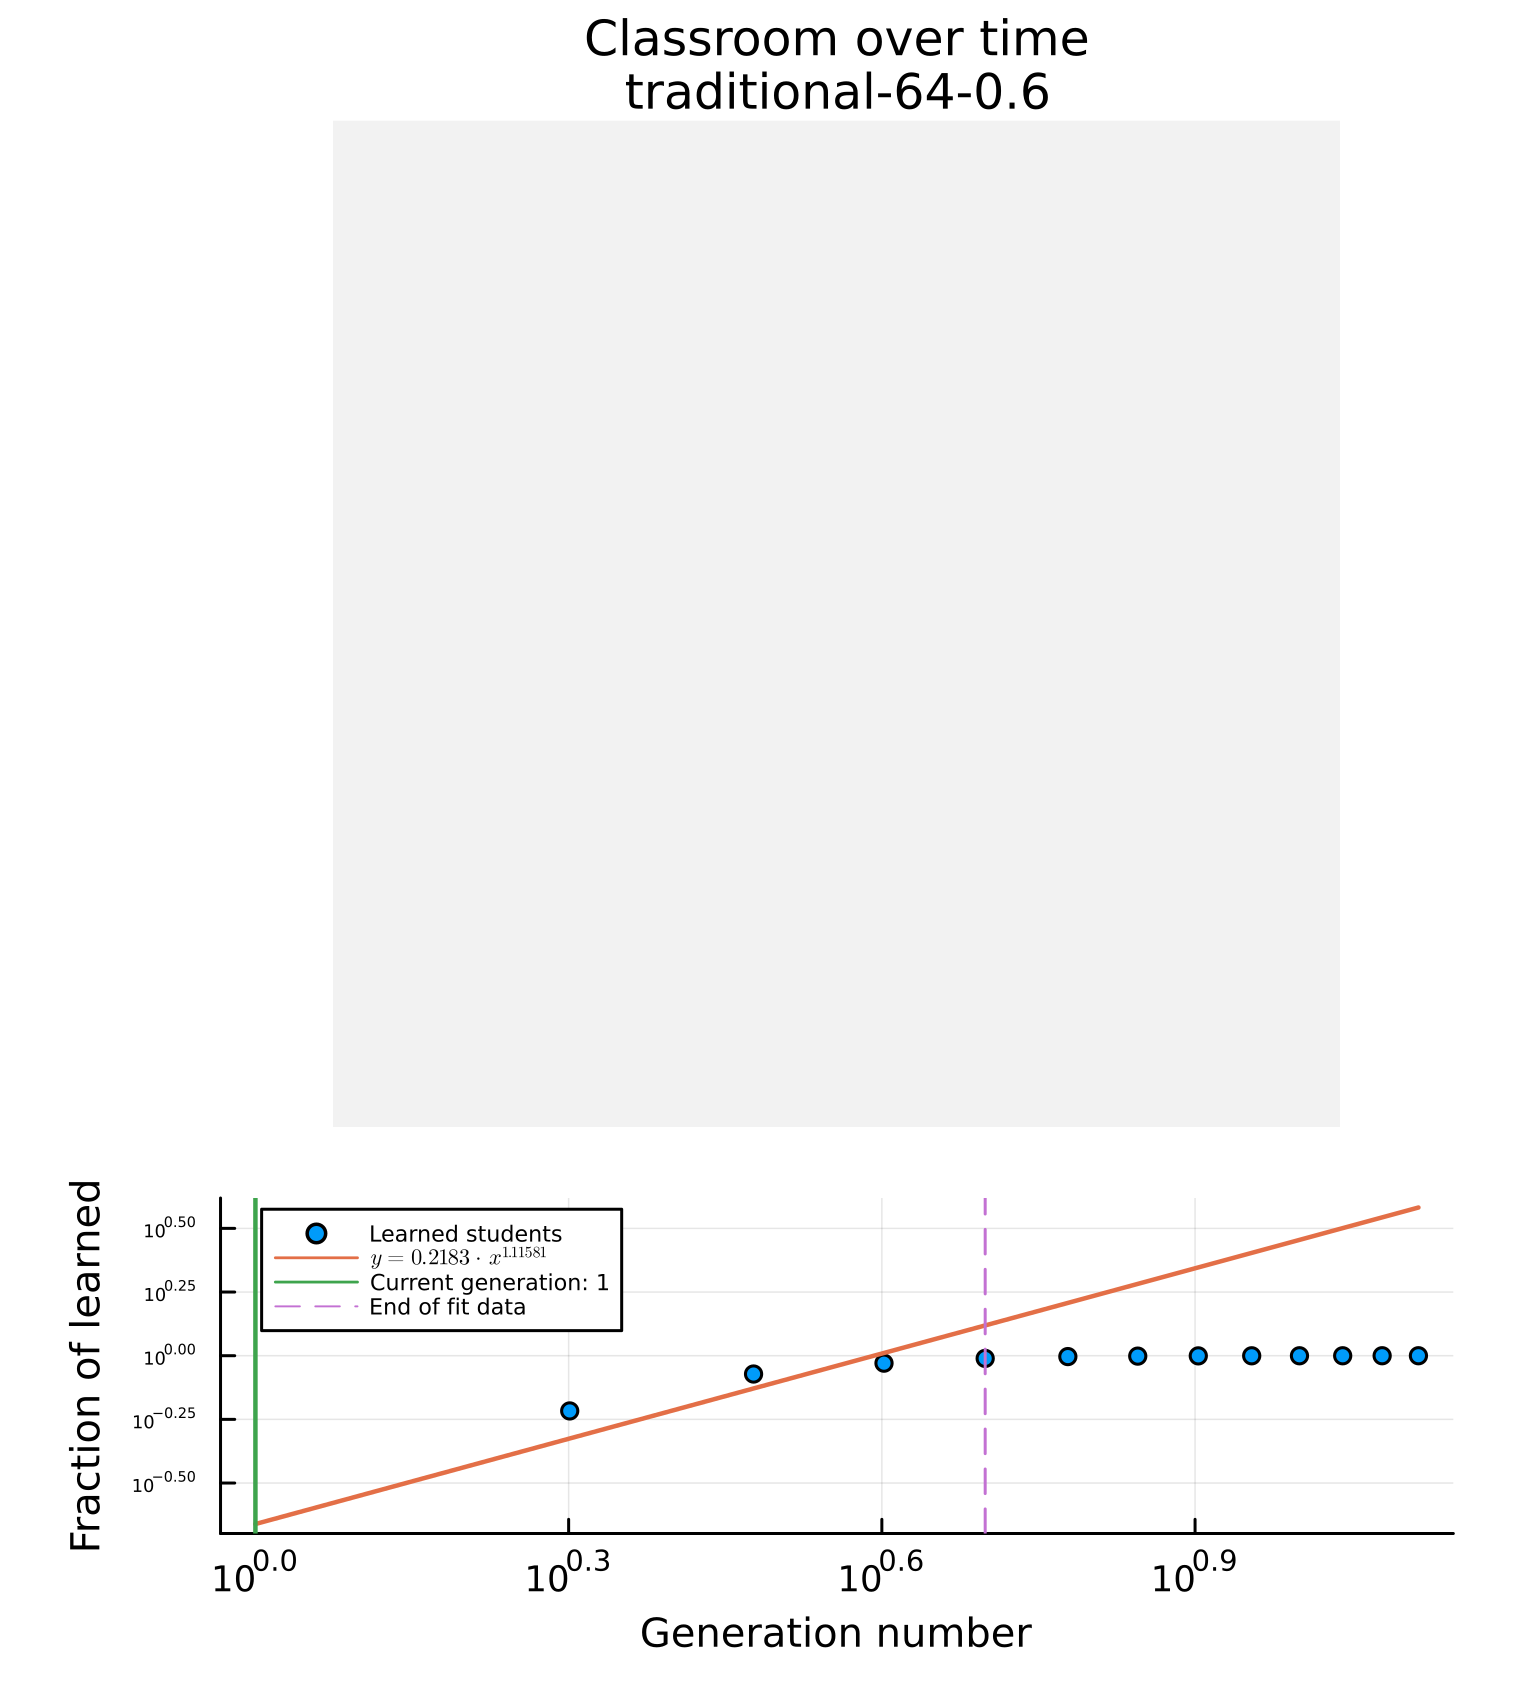 Classroom over time
traditional-64-0.6
Fraction of learned
10^0.50
10^0.25
10^0.00
10^−0.25
10^−0.50
Learned students
y = 0.2183 · x^1.11581
Current generation: 1
End of fit data
10^0.0 10^0.3 10^0.6 10^0.9
Generation number